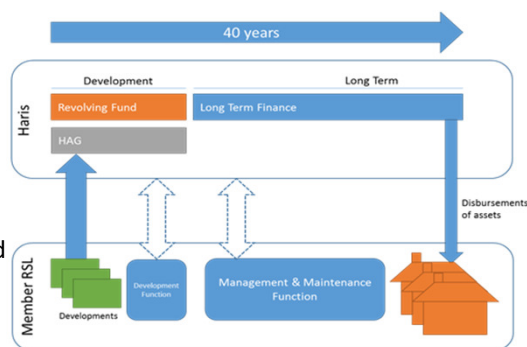 40 years
Development
Long Term
Haris
Revolving Fund
Long Term Finance
HAG
Disbursements
of assets
d
Member RSL
Developments
Development
Function
Management & Maintenance
Function